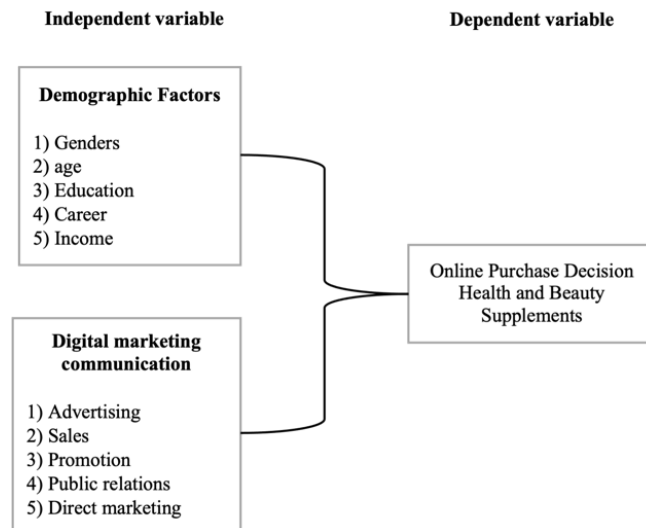 Independent variable
Dependent variable
Demographic Factors
1) Genders
2) age
3) Education
4) Career
5) Income
Online Purchase Decision
Health and Beauty
Supplements
Digital marketing
communication
1) Advertising
2) Sales
3) Promotion
4) Public relations
5) Direct marketing